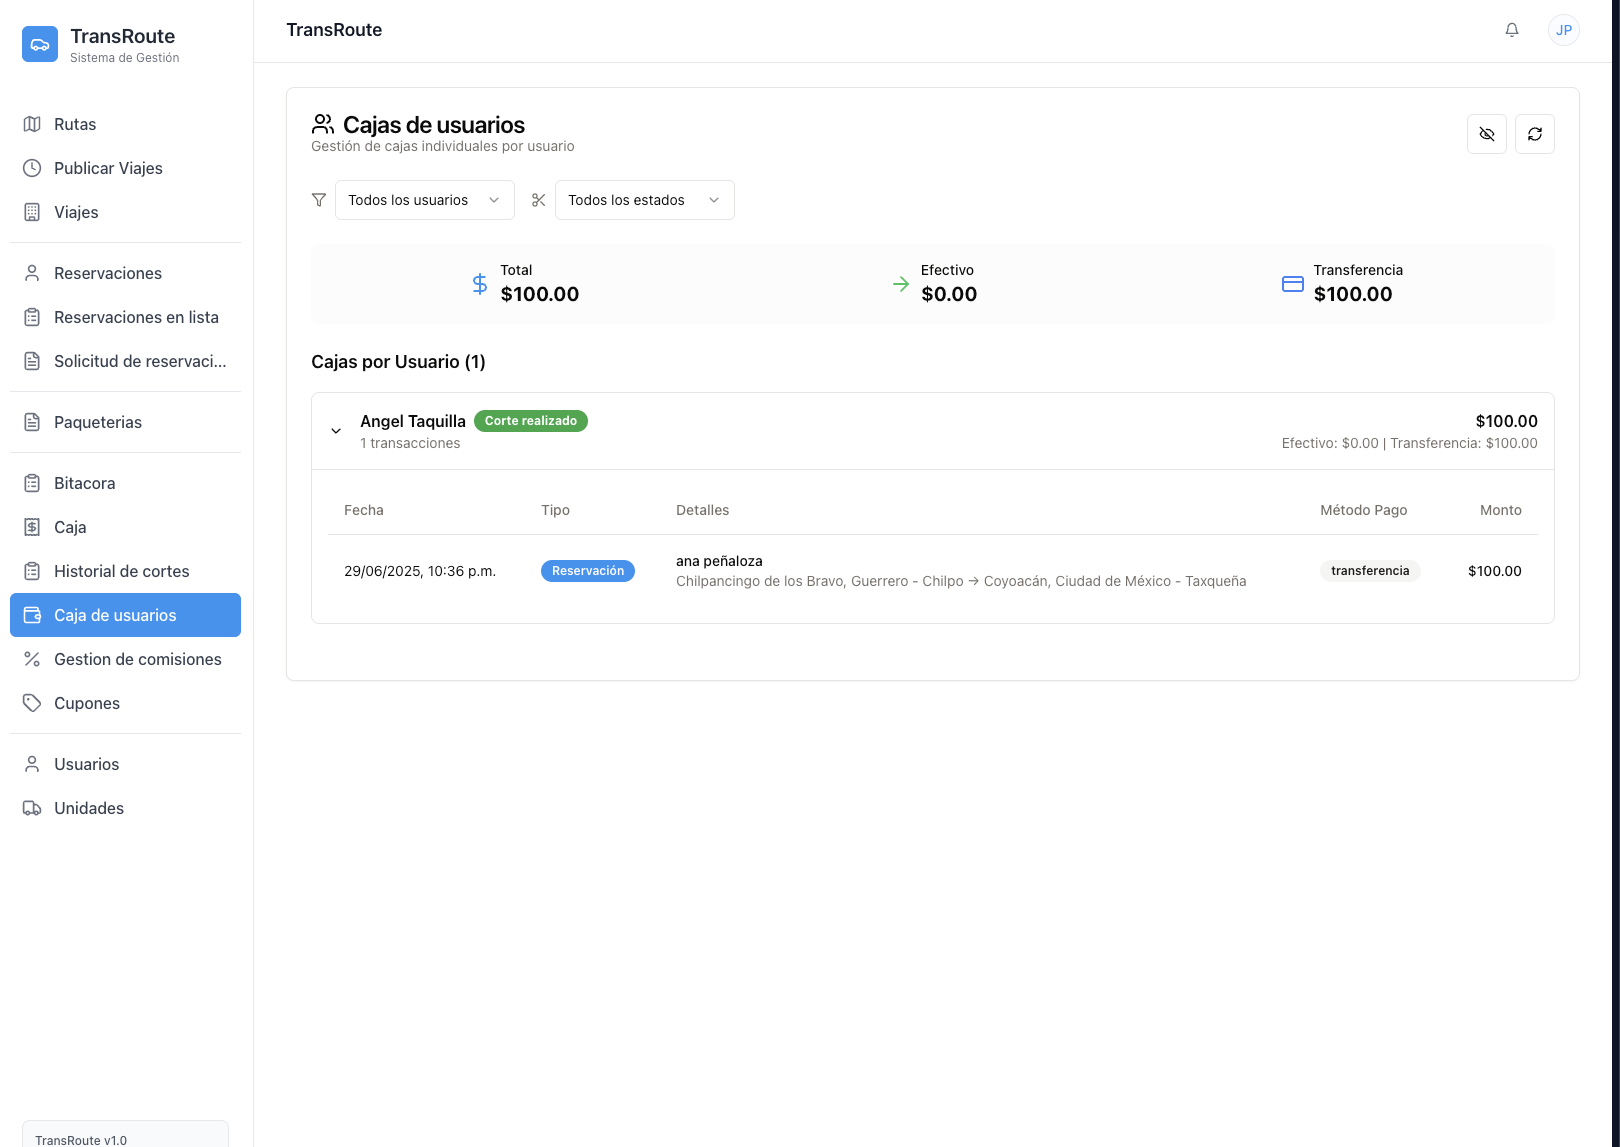 TransRoute
Sistema de Gestión
Rutas
Publicar Viajes
Viajes
Reservaciones
Reservaciones en lista
Solicitud de reservaci...
Paqueterias
Bitacora
Caja
Historial de cortes
Caja de usuarios
Gestion de comisiones
Cupones
Usuarios
Unidades
TransRoute v1.0
TransRoute
JP
Cajas de usuarios
Gestión de cajas individuales por usuario
Todos los usuarios
Todos los estados
Total
$100.00
Efectivo
$0.00
Transferencia
$100.00
Cajas por Usuario (1)
Angel Taquilla Corte realizado
1 transacciones
$100.00
Efectivo: $0.00 | Transferencia: $100.00
Fecha Tipo Detalles Método Pago Monto
29/06/2025, 10:36 p.m. Reservación
ana peñaloza
Chilpancingo de los Bravo, Guerrero - Chilpo → Coyoacán, Ciudad de México - Taxqueña
transferencia $100.00